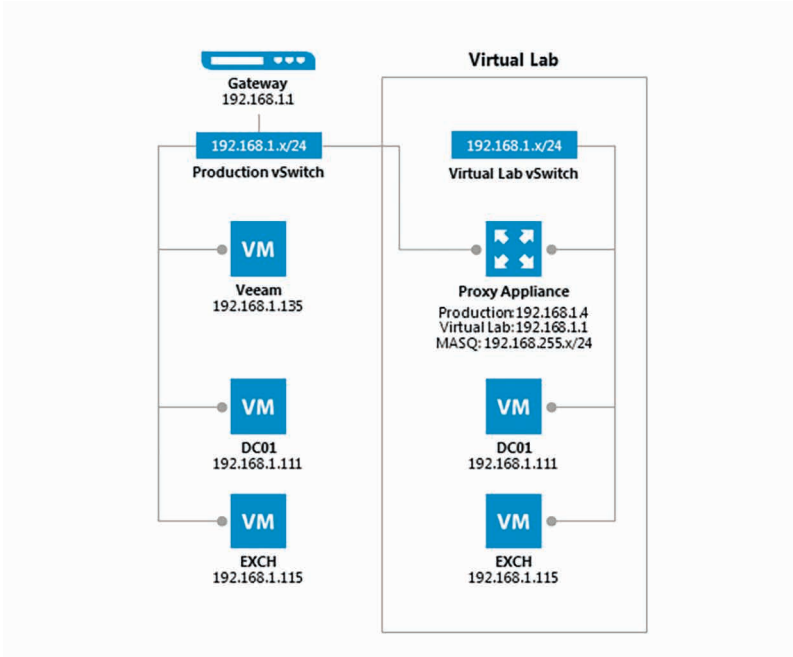 Virtual Lab
Gateway
192.168.1.1
192.168.1.x/24
Production vSwitch
192.168.1.x/24
Virtual Lab vSwitch
VM
Veeam
192.168.1.135
Proxy Appliance
Production:192.168.1.4
Virtual Lab:192.168.1.1
MASQ: 192.168.255.x/24
VM
DC01
192.168.1.111
VM
DC01
192.168.1.111
VM
EXCH
192.168.1.115
VM
EXCH
192.168.1.115